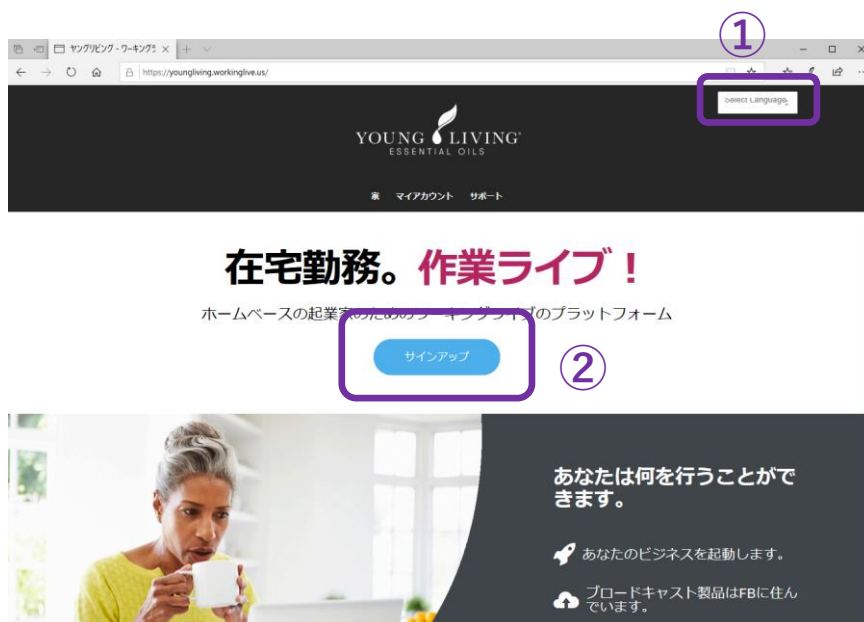 ①
ヤングリビング - ワーキングラ
https://youngliving.workinglive.us/
Select Language
YOUNG LIVING
ESSENTIAL OILS
家 マイアカウント サポート
在宅勤務。作業ライブ！
ホームベースの起業家のためのワーキングライブのプラットフォーム
サインアップ
②
あなたは何を行うことがで
きます。
あなたのビジネスを起動します。
ブロードキャスト製品はFBに住ん
でいます。